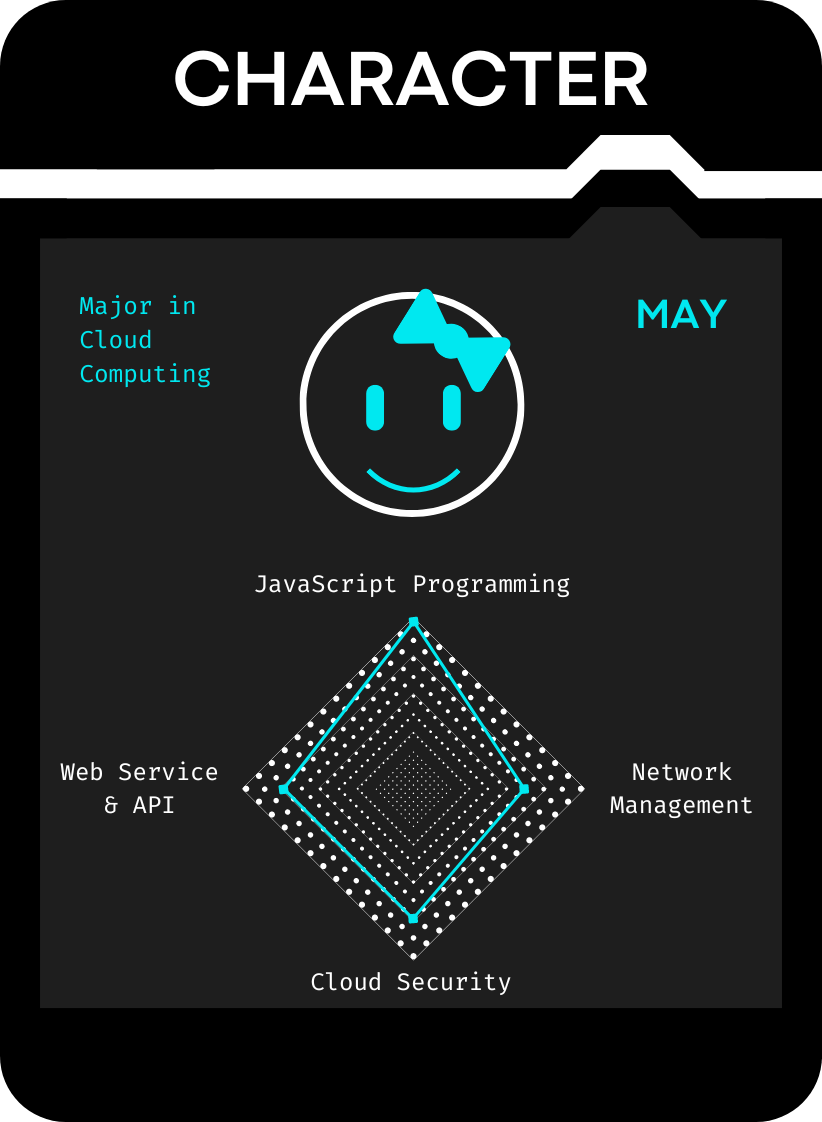 CHARACTER
Major in
Cloud
Computing
MAY
JavaScript Programming
Web Service
& API
Network
Management
Cloud Security